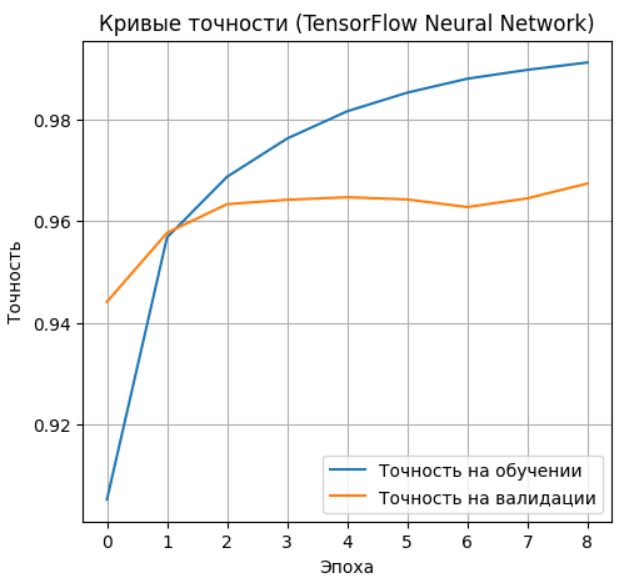 Кривые точности (TensorFlow Neural Network)
0.98
0.96
0.94
0.92
Точность
Точность на обучении
Точность на валидации
0 1 2 3 4 5 6 7 8
Эпоха